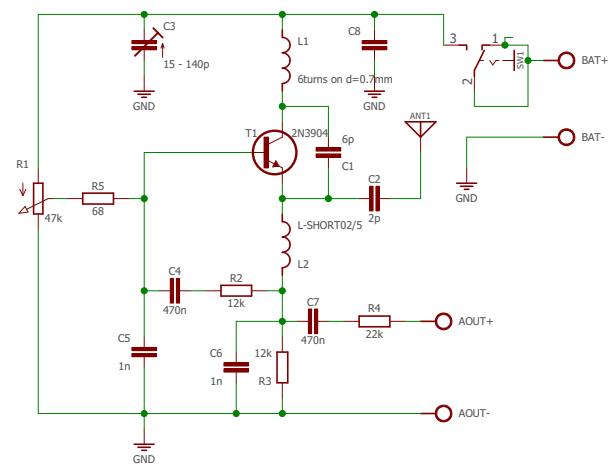 C3
15 - 140p
GND
L1
6turns on d=0.7mm
C8
GND
3
1
2
SW1
BAT+
BAT-
GND
ANT1
T1
2N3904
6p
C1
C2
2p
R1
47k
R5
68
L-SHORT02/5
L2
C4
470n
R2
12k
C7
470n
R4
22k
AOUT+
C5
1n
C6
1n
12k
R3
AOUT-
GND